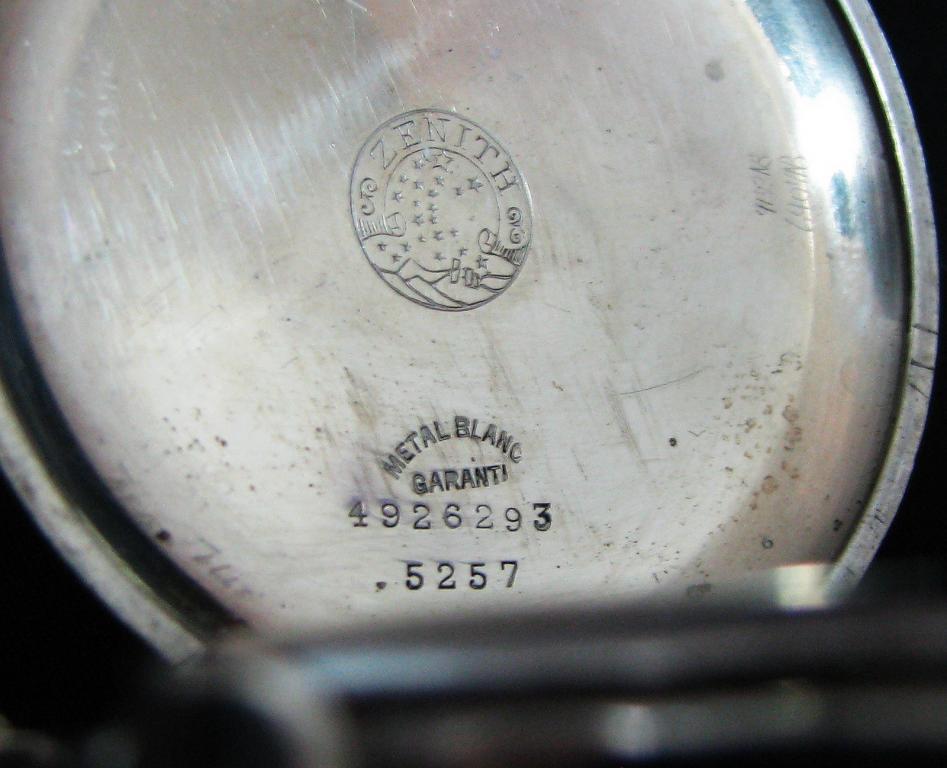 ZENITH
METAL BLANC
GARANTI
4926293
.5257